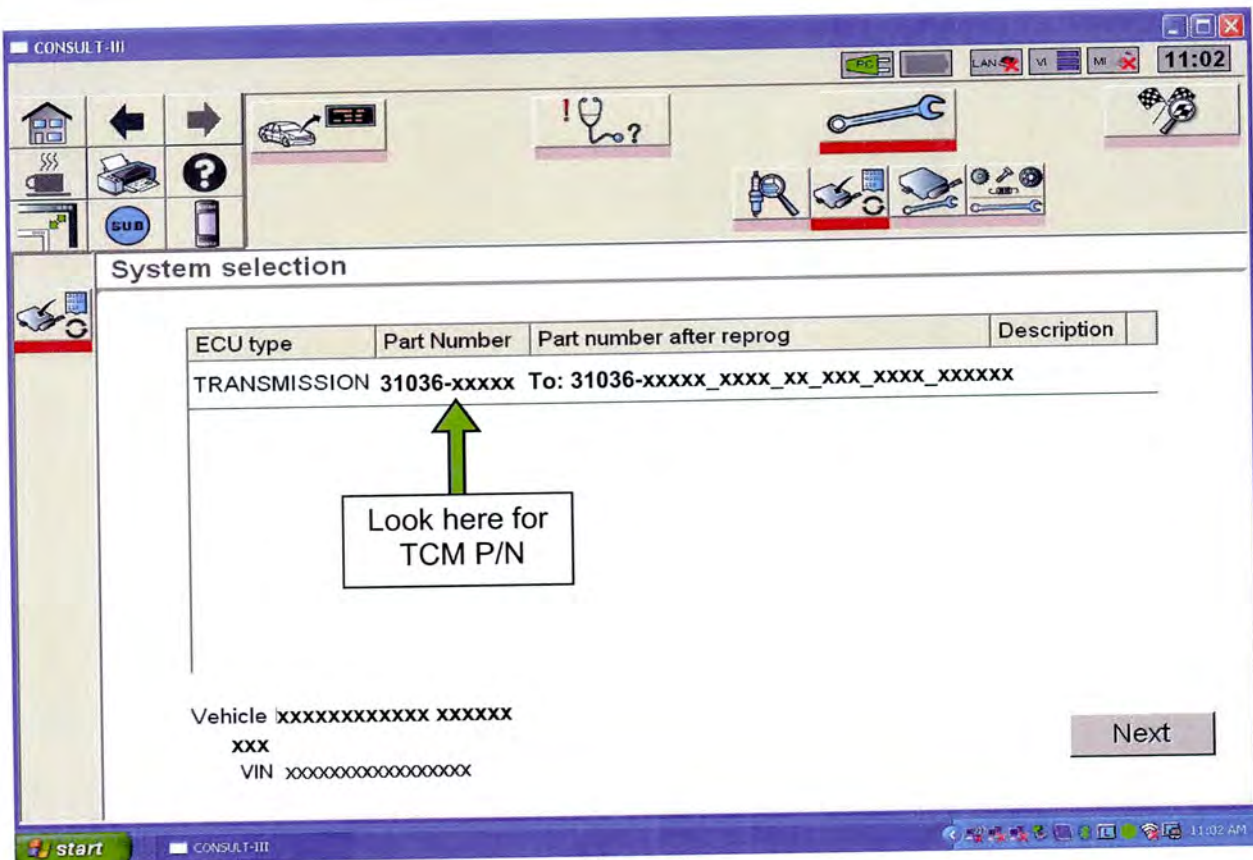 CONSULT-III
PC LAN VI MI 11:02
!
?
?
SUB
System selection
ECU type Part Number Part number after reprog Description
TRANSMISSION 31036-xxxxx To: 31036-xxxxx_xxxx_xx_xxx_xxxx_xxxxxx
Look here for
TCM P/N
Vehicle xxxxxxxxxxxx xxxxxx
xxx
VIN xxxxxxxxxxxxxxxxx
Next
start CONSULT-III L 11:02 AM